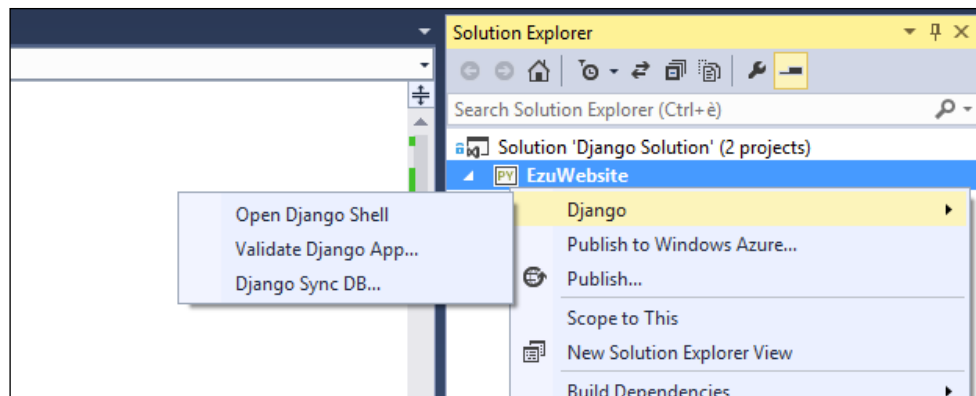 Solution Explorer
Search Solution Explorer (Ctrl+è)
Solution 'Django Solution' (2 projects)
PY EzuWebsite
Django
Publish to Windows Azure...
Publish...
Scope to This
New Solution Explorer View
Build Dependencies
Open Django Shell
Validate Django App...
Django Sync DB...